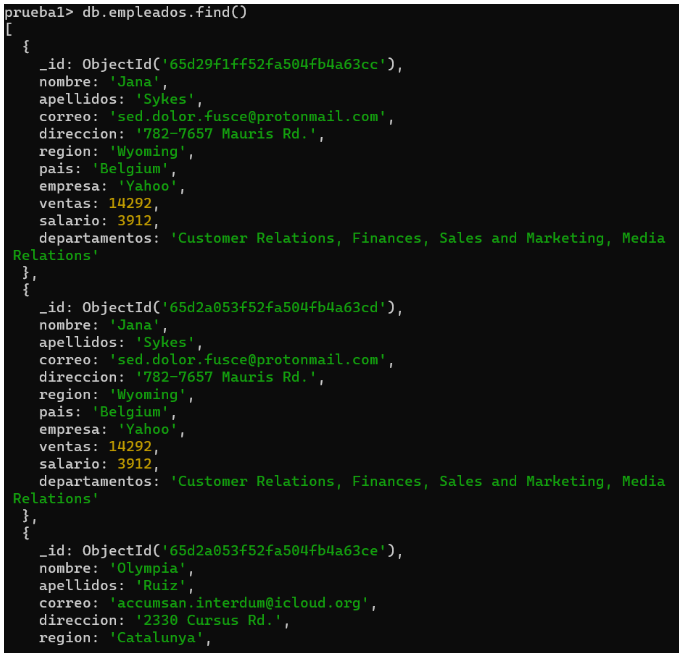 prueba1> db.empleados.find()
[
  {
    _id: ObjectId('65d29f1ff52fa504fb4a63cc'),
    nombre: 'Jana',
    apellidos: 'Sykes',
    correo: 'sed.dolor.fusce@protonmail.com',
    direccion: '782-7657 Mauris Rd.',
    region: 'Wyoming',
    pais: 'Belgium',
    empresa: 'Yahoo',
    ventas: 14292,
    salario: 3912,
    departamentos: 'Customer Relations, Finances, Sales and Marketing, Media
 Relations'
  },
  {
    _id: ObjectId('65d2a053f52fa504fb4a63cd'),
    nombre: 'Jana',
    apellidos: 'Sykes',
    correo: 'sed.dolor.fusce@protonmail.com',
    direccion: '782-7657 Mauris Rd.',
    region: 'Wyoming',
    pais: 'Belgium',
    empresa: 'Yahoo',
    ventas: 14292,
    salario: 3912,
    departamentos: 'Customer Relations, Finances, Sales and Marketing, Media
 Relations'
  },
  {
    _id: ObjectId('65d2a053f52fa504fb4a63ce'),
    nombre: 'Olympia',
    apellidos: 'Ruiz',
    correo: 'accumsan.interdum@icloud.org',
    direccion: '2330 Cursus Rd.',
    region: 'Catalunya',